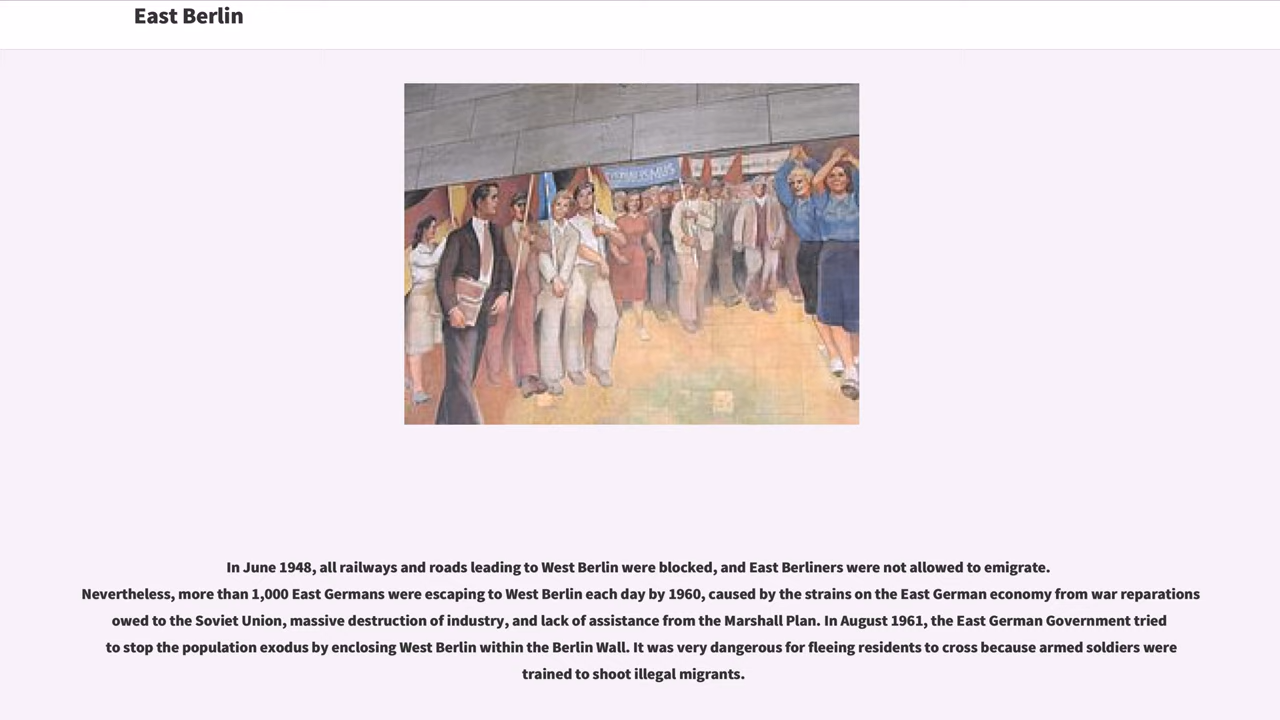 East Berlin
In June 1948, all railways and roads leading to West Berlin were blocked, and East Berliners were not allowed to emigrate.
Nevertheless, more than 1,000 East Germans were escaping to West Berlin each day by 1960, caused by the strains on the East German economy from war reparations
owed to the Soviet Union, massive destruction of industry, and lack of assistance from the Marshall Plan. In August 1961, the East German Government tried
to stop the population exodus by enclosing West Berlin within the Berlin Wall. It was very dangerous for fleeing residents to cross because armed soldiers were
trained to shoot illegal migrants.